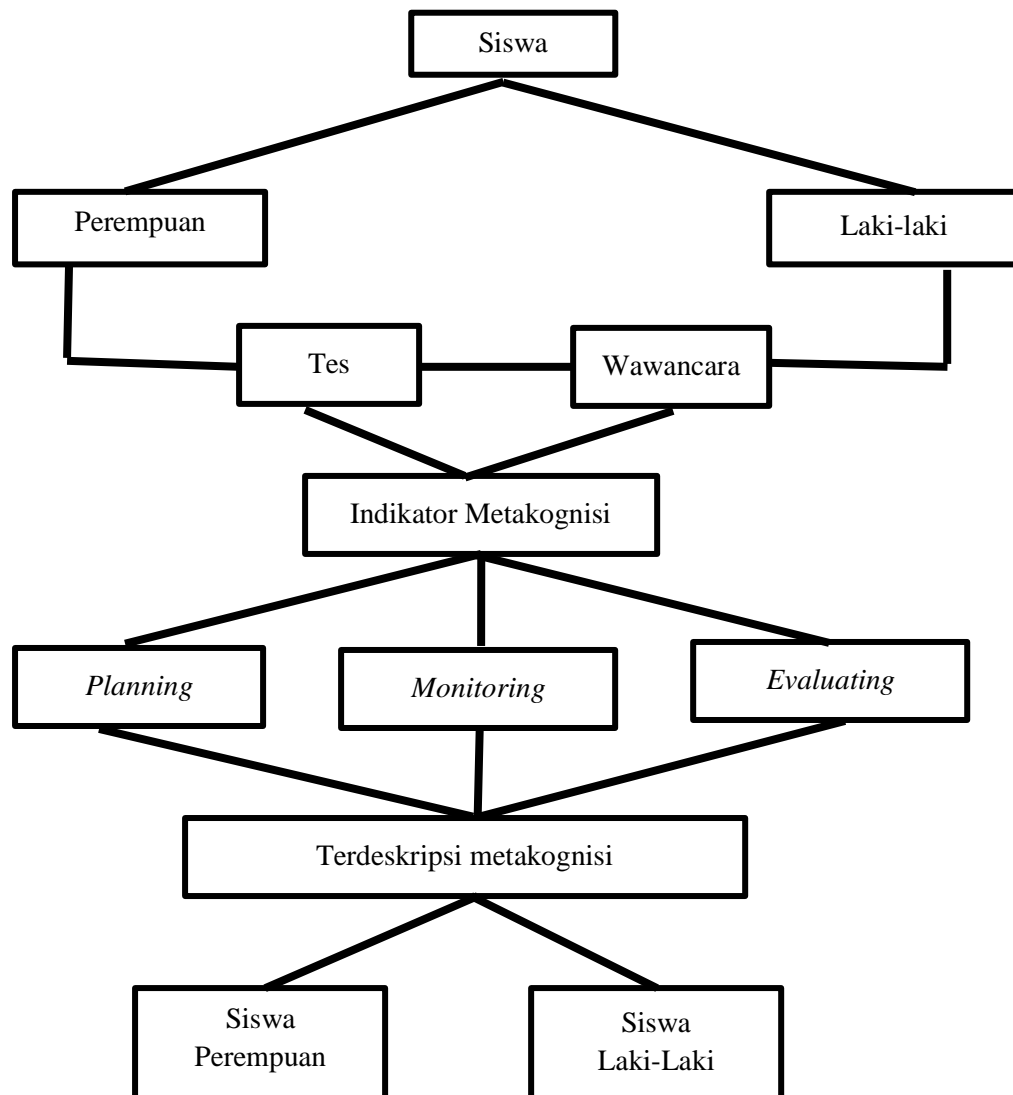 Siswa
Perempuan
Laki-laki
Tes
Wawancara
Indikator Metakognisi
Planning
Monitoring
Evaluating
Terdeskripsi metakognisi
Siswa
Perempuan
Siswa
Laki-Laki